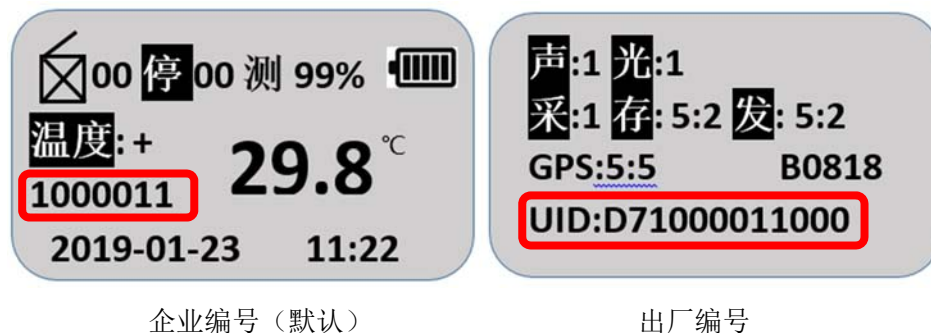 00 停 00 测 99%
温度: +
29.8 ℃
1000011
2019-01-23 11:22
企业编号（默认）
声:1 光:1
采:1 存: 5:2 发: 5:2
GPS:5:5 B0818
UID:D71000011000
出厂编号